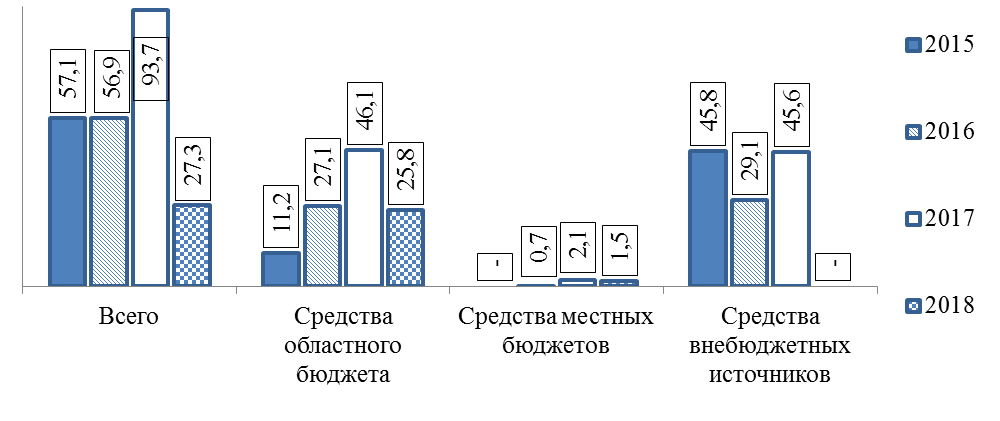 57,1
56,9
93,7
27,3
11,2
27,1
46,1
25,8
-
0,7
2,1
1,5
45,8
29,1
45,6
-
Всего
Средства
областного
бюджета
Средства местных
бюджетов
Средства
внебюджетных
источников
2015
2016
2017
2018